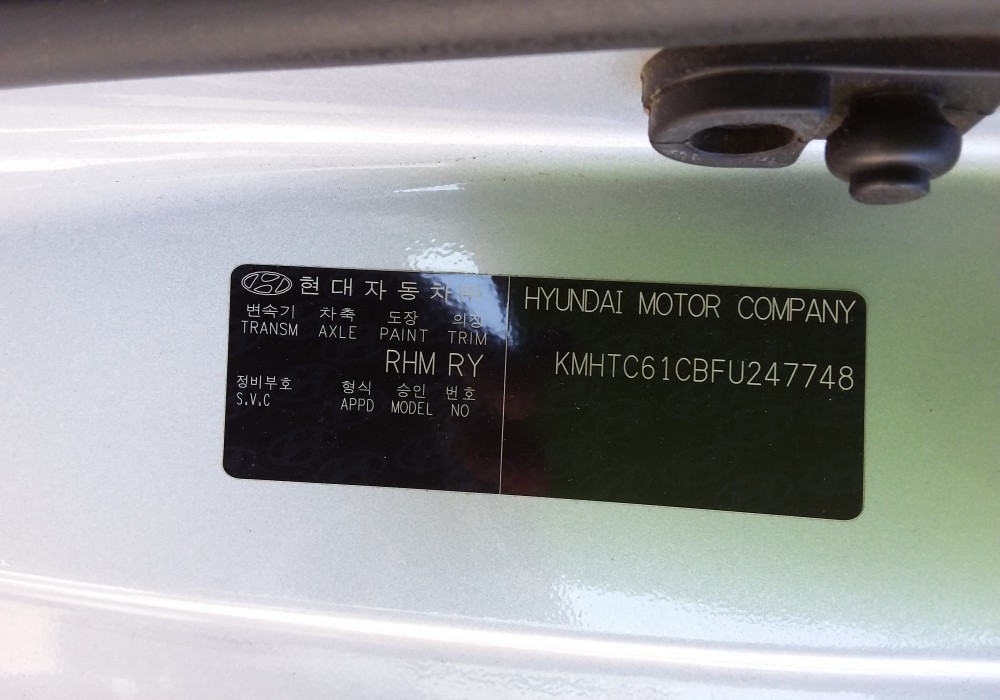 현대자동차
변속기 차축 도장 의장
TRANSM AXLE PAINT TRIM
RHM RY
정비부호 형식 승인 번호
S.V.C APPD MODEL NO
HYUNDAI MOTOR COMPANY
KMHTC61CBFU247748